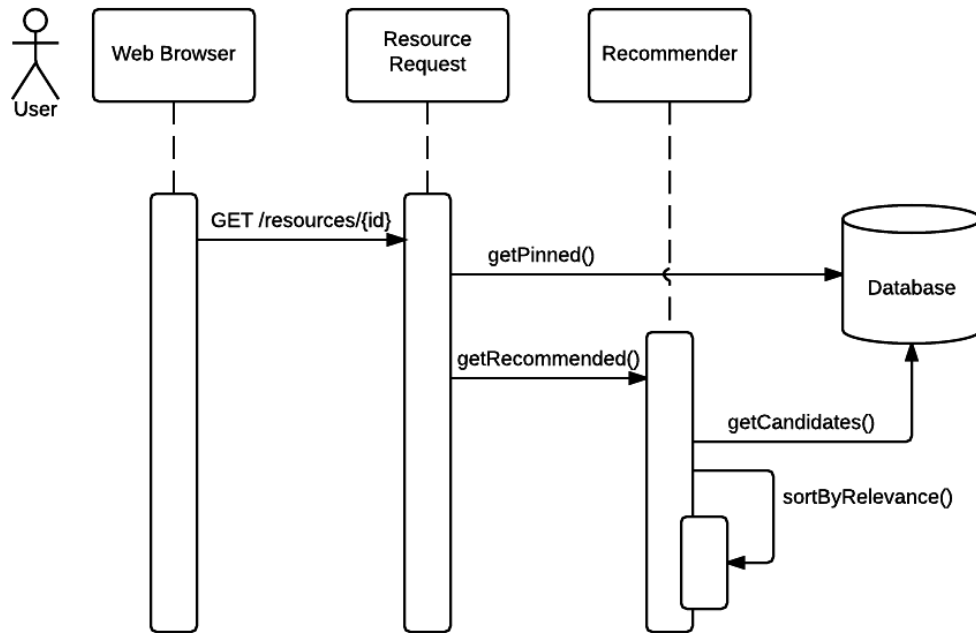 User
Web Browser
Resource
Request
Recommender
GET /resources/{id}
getPinned()
Database
getRecommended()
getCandidates()
sortByRelevance()